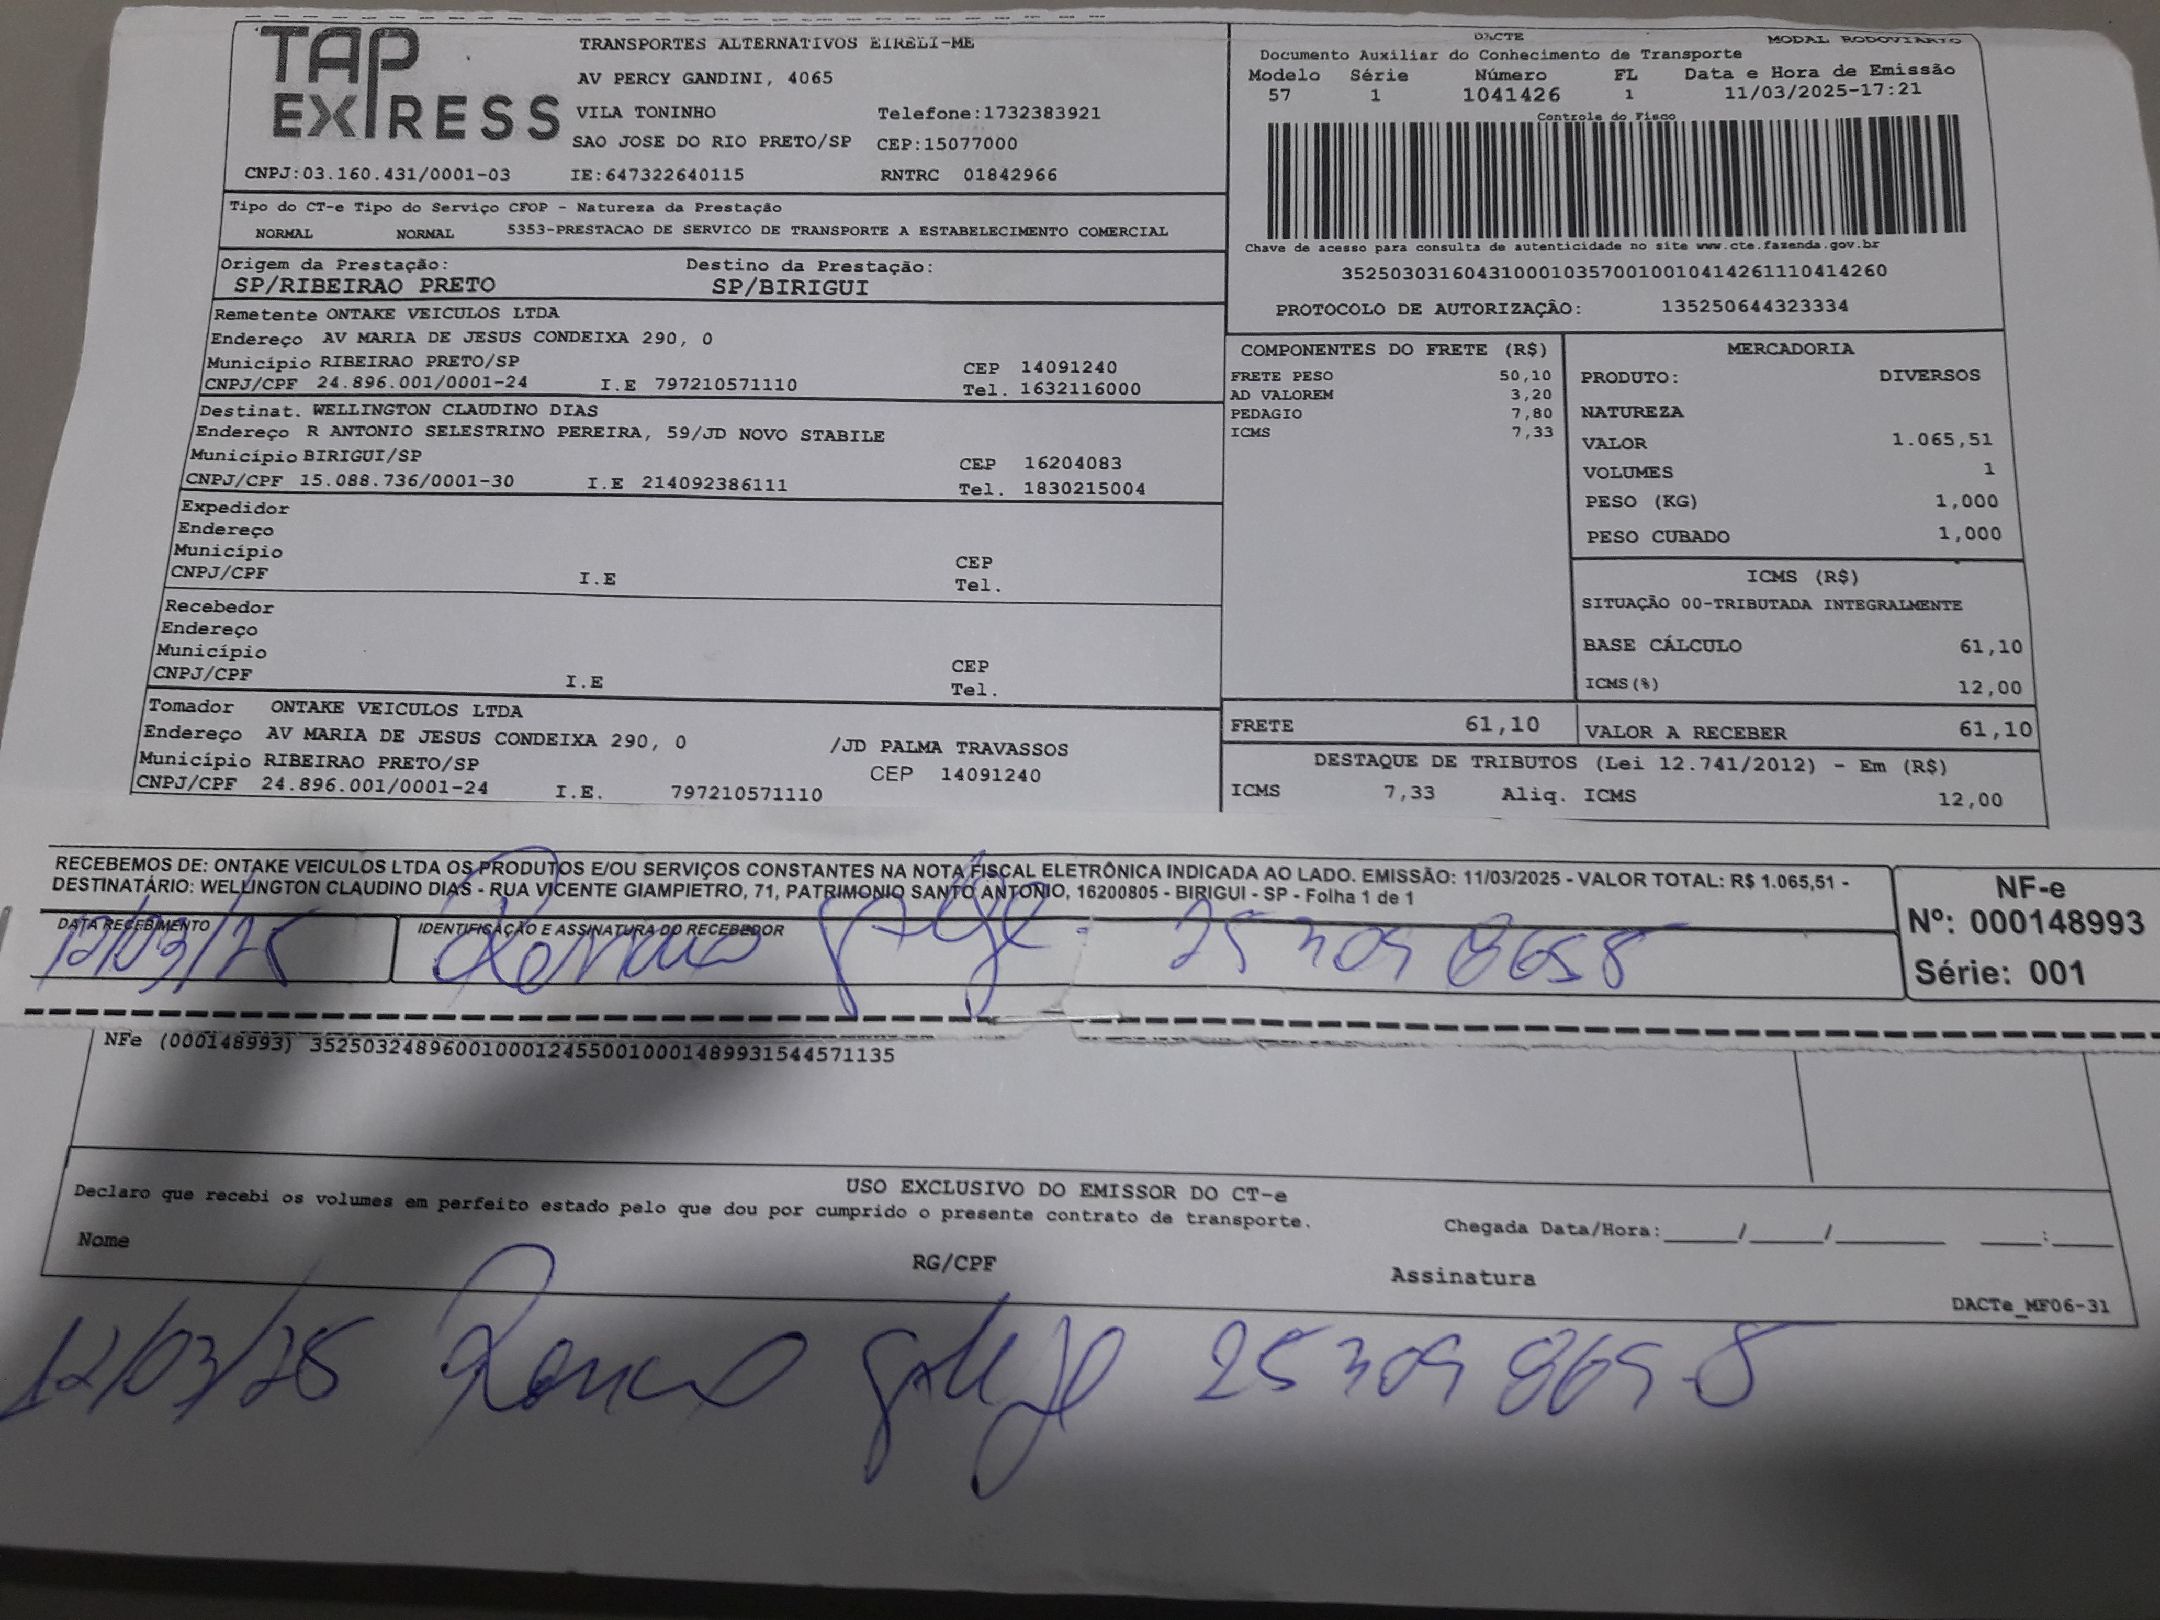 TAP EXPRESS
TRANSPORTES ALTERNATIVOS EIRELI-ME
AV PERCY GANDINI, 4065
VILA TONINHO Telefone:1732383921
SAO JOSE DO RIO PRETO/SP CEP:15077000
CNPJ:03.160.431/0001-03 IE:647322640115 RNTRC 01842966
DACTE MODAL RODOVIARIO
Documento Auxiliar do Conhecimento de Transporte
Modelo Série Número FL Data e Hora de Emissão
57 1 1041426 1 11/03/2025-17:21
Controle do Fisco
Chave de acesso para consulta de autenticidade no site www.cte.fazenda.gov.br
35250303160431000103570010010414261110414260
PROTOCOLO DE AUTORIZAÇÃO: 135250644323334
Tipo do CT-e Tipo do Serviço CFOP - Natureza da Prestação
NORMAL NORMAL 5353-PRESTACAO DE SERVICO DE TRANSPORTE A ESTABELECIMENTO COMERCIAL
Origem da Prestação: Destino da Prestação:
SP/RIBEIRAO PRETO SP/BIRIGUI
Remetente ONTAKE VEICULOS LTDA
Endereço AV MARIA DE JESUS CONDEIXA 290, 0
Município RIBEIRAO PRETO/SP CEP 14091240
CNPJ/CPF 24.896.001/0001-24 I.E 797210571110 Tel. 1632116000
Destinat. WELLINGTON CLAUDINO DIAS
Endereço R ANTONIO SELESTRINO PEREIRA, 59/JD NOVO STABILE
Município BIRIGUI/SP CEP 16204083
CNPJ/CPF 15.088.736/0001-30 I.E 214092386111 Tel. 1830215004
Expedidor
Endereço
Município CEP
CNPJ/CPF I.E Tel.
Recebedor
Endereço
Município CEP
CNPJ/CPF I.E Tel.
Tomador ONTAKE VEICULOS LTDA
Endereço AV MARIA DE JESUS CONDEIXA 290, 0 /JD PALMA TRAVASSOS
Município RIBEIRAO PRETO/SP CEP 14091240
CNPJ/CPF 24.896.001/0001-24 I.E. 797210571110
COMPONENTES DO FRETE (R$)
FRETE PESO 50,10
AD VALOREM 3,20
PEDAGIO 7,80
ICMS 7,33
MERCADORIA
PRODUTO: DIVERSOS
NATUREZA
VALOR 1.065,51
VOLUMES 1
PESO (KG) 1,000
PESO CUBADO 1,000
ICMS (R$)
SITUAÇÃO 00-TRIBUTADA INTEGRALMENTE
BASE CÁLCULO 61,10
ICMS(%) 12,00
FRETE 61,10 VALOR A RECEBER 61,10
DESTAQUE DE TRIBUTOS (Lei 12.741/2012) - Em (R$)
ICMS 7,33 Aliq. ICMS 12,00
RECEBEMOS DE: ONTAKE VEICULOS LTDA OS PRODUTOS E/OU SERVIÇOS CONSTANTES NA NOTA FISCAL ELETRÔNICA INDICADA AO LADO. EMISSÃO: 11/03/2025 - VALOR TOTAL: R$ 1.065,51 -
DESTINATÁRIO: WELLINGTON CLAUDINO DIAS - RUA VICENTE GIAMPIETRO, 71, PATRIMONIO SANTO ANTONIO, 16200805 - BIRIGUI - SP - Folha 1 de 1
DATA RECEBIMENTO IDENTIFICAÇÃO E ASSINATURA DO RECEBEDOR
12/03/25
NF-e
Nº: 000148993
Série: 001
NFe (000148993) 35250324896001000124550010001489931544571135
USO EXCLUSIVO DO EMISSOR DO CT-e
Declaro que recebi os volumes em perfeito estado pelo que dou por cumprido o presente contrato de transporte.
Chegada Data/Hora:_____/_____/_______ ____:____
Nome RG/CPF Assinatura
DACTe_MF06-31
12/03/25